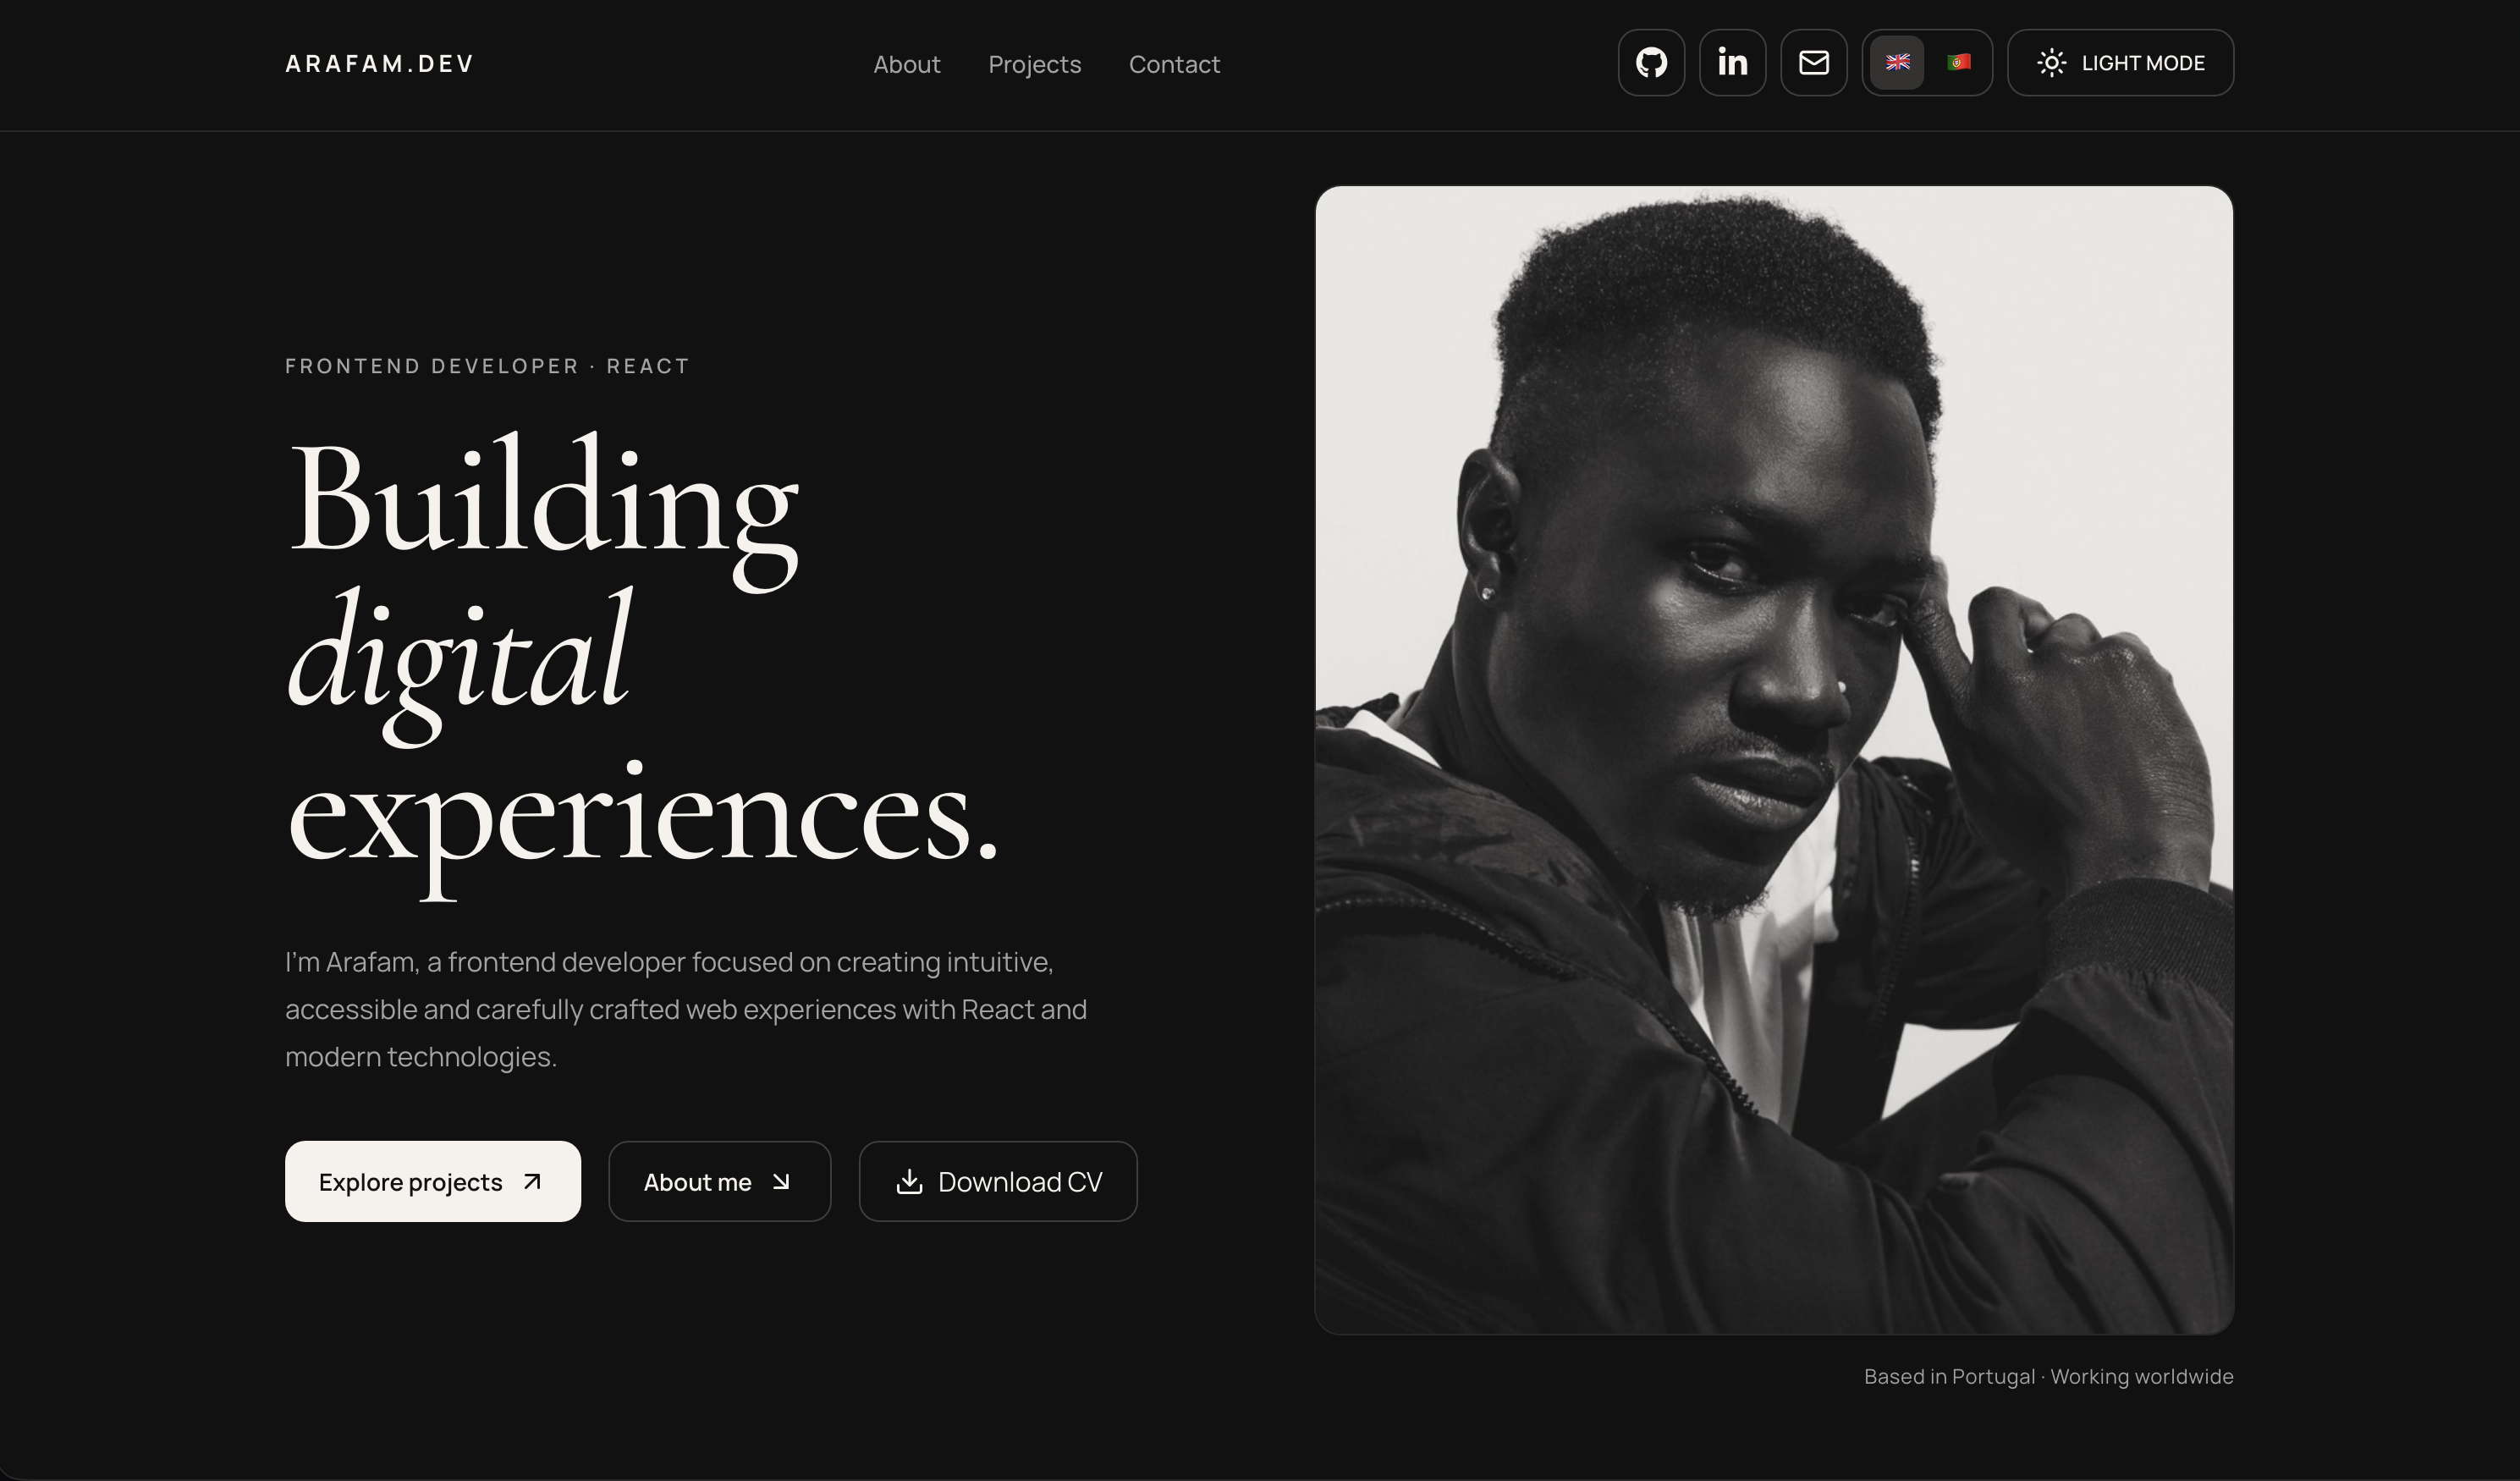 ARAFAM.DEV
About Projects Contact
LIGHT MODE
FRONTEND DEVELOPER · REACT
Building
digital
experiences.
I’m Arafam, a frontend developer focused on creating intuitive,
accessible and carefully crafted web experiences with React and
modern technologies.
Explore projects
About me
Download CV
Based in Portugal · Working worldwide